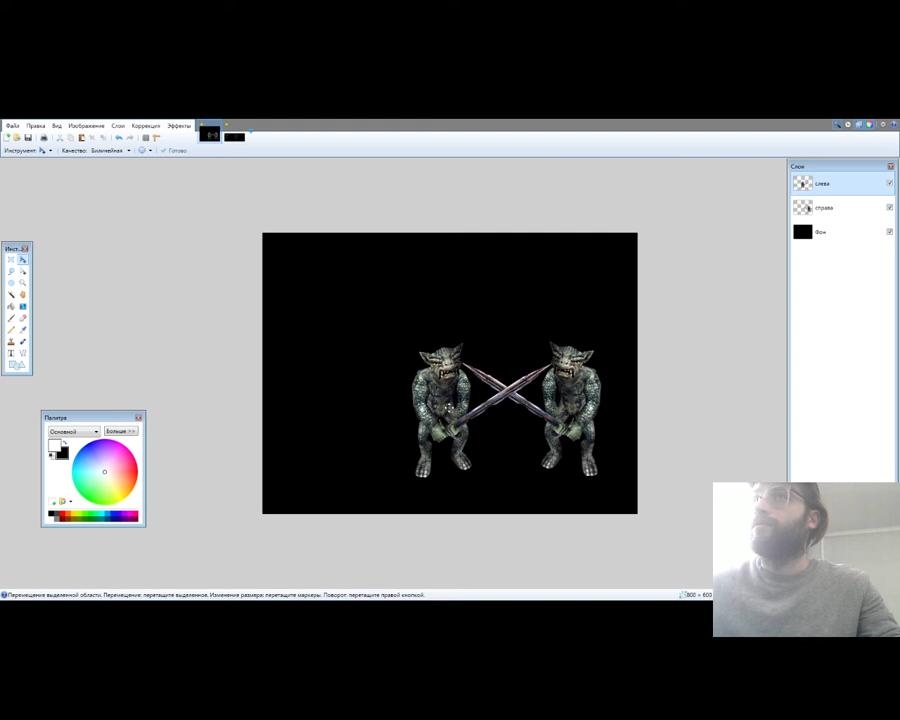 Файл Правка Вид Изображение Слои Коррекция Эффекты
Инструмент: Качество: Билинейная Готово
Слои
слева
справа
Фон
Инст...
Палитра
Основной Больше >>
Перемещение выделенной области. Перемещение: перетащите выделенное. Изменение размера: перетащите маркеры. Поворот: перетащите правой кнопкой.
800 × 600